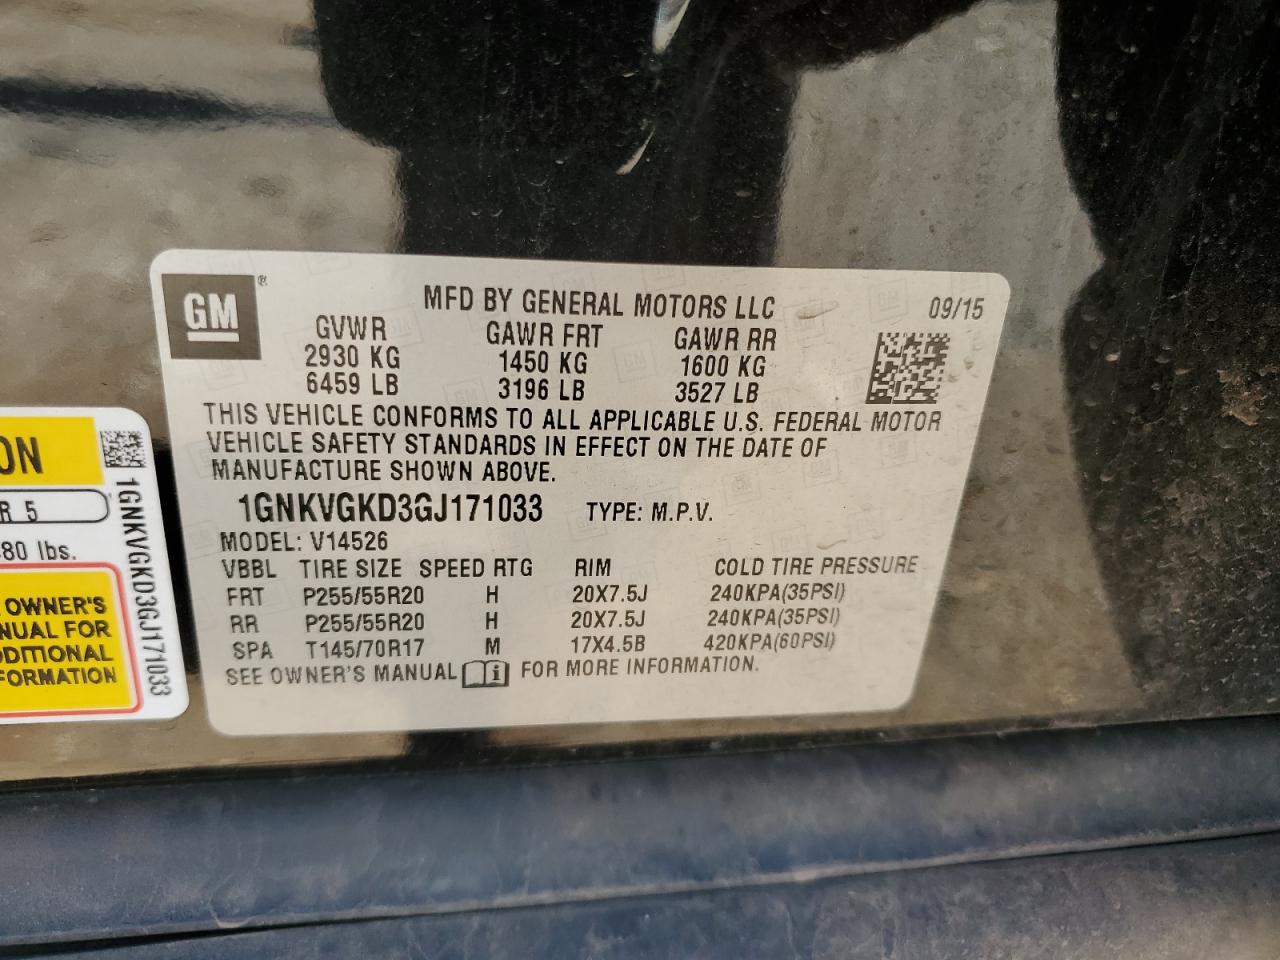 GM ®
MFD BY GENERAL MOTORS LLC 09/15
GVWR GAWR FRT GAWR RR
2930 KG 1450 KG 1600 KG
6459 LB 3196 LB 3527 LB
THIS VEHICLE CONFORMS TO ALL APPLICABLE U.S. FEDERAL MOTOR
VEHICLE SAFETY STANDARDS IN EFFECT ON THE DATE OF
MANUFACTURE SHOWN ABOVE.
1GNKVGKD3GJ171033 TYPE: M.P.V.
MODEL: V14526
VBBL TIRE SIZE SPEED RTG RIM COLD TIRE PRESSURE
FRT P255/55R20 H 20X7.5J 240KPA(35PSI)
RR P255/55R20 H 20X7.5J 240KPA(35PSI)
SPA T145/70R17 M 17X4.5B 420KPA(60PSI)
SEE OWNER'S MANUAL i FOR MORE INFORMATION.
ON
R 5
80 lbs.
OWNER'S
NUAL FOR
DDITIONAL
FORMATION
1GNKVGKD3GJ171033